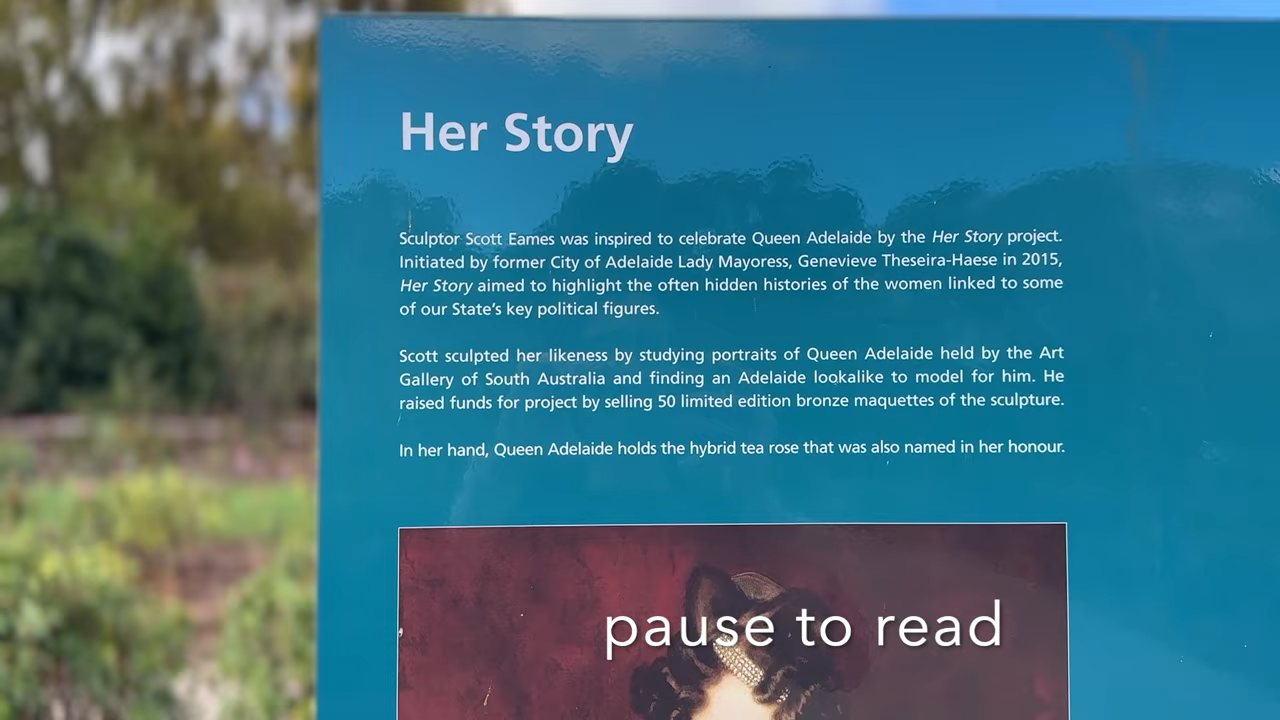 Her Story
Sculptor Scott Eames was inspired to celebrate Queen Adelaide by the Her Story project.
Initiated by former City of Adelaide Lady Mayoress, Genevieve Theseira-Haese in 2015,
Her Story aimed to highlight the often hidden histories of the women linked to some
of our State's key political figures.
Scott sculpted her likeness by studying portraits of Queen Adelaide held by the Art
Gallery of South Australia and finding an Adelaide lookalike to model for him. He
raised funds for project by selling 50 limited edition bronze maquettes of the sculpture.
In her hand, Queen Adelaide holds the hybrid tea rose that was also named in her honour.
pause to read